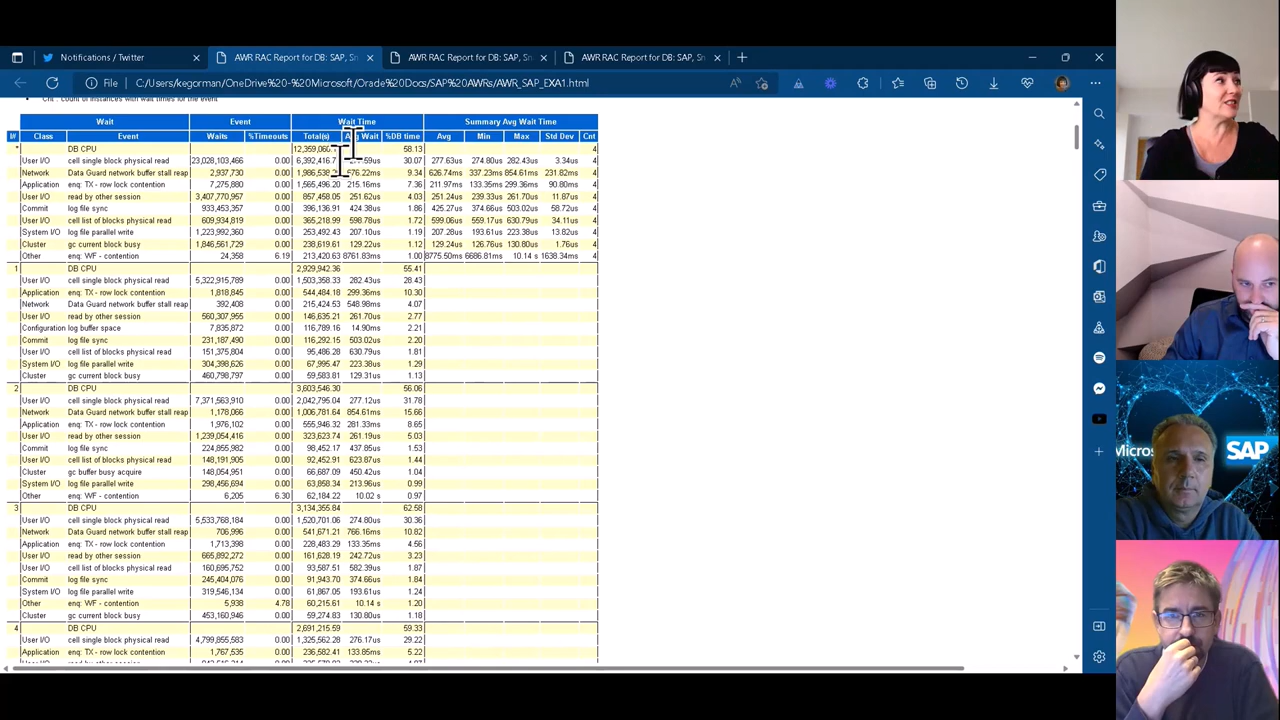 Notifications / Twitter
AWR RAC Report for DB: SAP, Sn
AWR RAC Report for DB: SAP, Sn
AWR RAC Report for DB: SAP, Sn
File C:/Users/kegorman/OneDrive%20-%20Microsoft/Oracle%20Docs/SAP%20AWRs/AWR_SAP_EXA1.html
Cnt : count of instances with wait times for the event
Wait Event Wait Time Summary Avg Wait Time
I# Class Event Waits %Timeouts Total(s) Wait %DB time Avg Min Max Std Dev Cnt
* DB CPU 58.13 4
User I/O cell single block physical read 23,028,103,466 0.00 30.07 277.63us 274.80us 282.43us 3.34us 4
Network Data Guard network buffer stall reap 2,937,730 0.00 9.34 626.74ms 337.23ms 854.61ms 231.82ms 4
Application enq: TX - row lock contention 7,275,880 0.00 1,565,496.20 215.16ms 7.36 211.97ms 133.35ms 299.36ms 90.80ms 4
User I/O read by other session 3,407,770,957 0.00 857,458.05 251.62us 4.03 251.24us 239.33us 261.70us 11.87us 4
Commit log file sync 933,453,357 0.00 396,136.91 424.38us 1.86 425.27us 374.66us 503.02us 58.72us 4
User I/O cell list of blocks physical read 609,934,819 0.00 365,218.99 598.78us 1.72 599.06us 559.17us 630.79us 34.11us 4
System I/O log file parallel write 1,223,992,360 0.00 253,492.43 207.10us 1.19 207.28us 193.61us 223.38us 13.82us 4
Cluster gc current block busy 1,846,561,729 0.00 238,619.61 129.22us 1.12 129.24us 126.76us 130.80us 1.76us 4
Other enq: WF - contention 24,358 6.19 213,420.63 8761.83ms 1.00 8775.50ms 6686.81ms 10.14 s 1638.34ms 4
1 DB CPU 2,929,942.36 55.41
User I/O cell single block physical read 5,322,915,789 0.00 1,503,358.33 282.43us 28.43
Application enq: TX - row lock contention 1,818,845 0.00 544,484.18 299.36ms 10.30
Network Data Guard network buffer stall reap 392,408 0.00 215,424.53 548.98ms 4.07
User I/O read by other session 560,307,955 0.00 146,635.21 261.70us 2.77
Configuration log buffer space 7,835,872 0.00 116,789.16 14.90ms 2.21
Commit log file sync 231,187,490 0.00 116,292.15 503.02us 2.20
User I/O cell list of blocks physical read 151,375,804 0.00 95,486.28 630.79us 1.81
System I/O log file parallel write 304,398,626 0.00 67,995.47 223.38us 1.29
Cluster gc current block busy 460,798,797 0.00 59,583.81 129.31us 1.13
2 DB CPU 3,603,546.30 56.06
User I/O cell single block physical read 7,371,563,910 0.00 2,042,795.04 277.12us 31.78
Network Data Guard network buffer stall reap 1,178,066 0.00 1,006,781.64 854.61ms 15.66
Application enq: TX - row lock contention 1,976,102 0.00 555,946.32 281.33ms 8.65
User I/O read by other session 1,239,054,416 0.00 323,623.74 261.19us 5.03
Commit log file sync 224,855,982 0.00 98,452.17 437.85us 1.53
User I/O cell list of blocks physical read 148,191,905 0.00 92,452.91 623.87us 1.44
Cluster gc buffer busy acquire 148,054,951 0.00 66,687.09 450.42us 1.04
System I/O log file parallel write 298,456,694 0.00 63,858.34 213.96us 0.99
Other enq: WF - contention 6,205 6.30 62,184.22 10.02 s 0.97
3 DB CPU 3,134,355.84 62.58
User I/O cell single block physical read 5,533,768,184 0.00 1,520,701.06 274.80us 30.36
Network Data Guard network buffer stall reap 706,996 0.00 541,671.21 766.16ms 10.82
Application enq: TX - row lock contention 1,713,398 0.00 228,483.29 133.35ms 4.56
User I/O read by other session 665,892,272 0.00 161,628.19 242.72us 3.23
User I/O cell list of blocks physical read 160,695,752 0.00 93,587.51 582.39us 1.87
Commit log file sync 245,404,076 0.00 91,943.70 374.66us 1.84
System I/O log file parallel write 319,546,134 0.00 61,867.05 193.61us 1.24
Other enq: WF - contention 5,938 4.78 60,215.61 10.14 s 1.20
Cluster gc current block busy 453,160,946 0.00 59,274.83 130.80us 1.18
4 DB CPU 2,691,215.59 59.33
User I/O cell single block physical read 4,799,855,583 0.00 1,325,562.28 276.17us 29.22
Application enq: TX - row lock contention 1,767,535 0.00 236,582.41 133.85ms 5.22
Micros
SAP